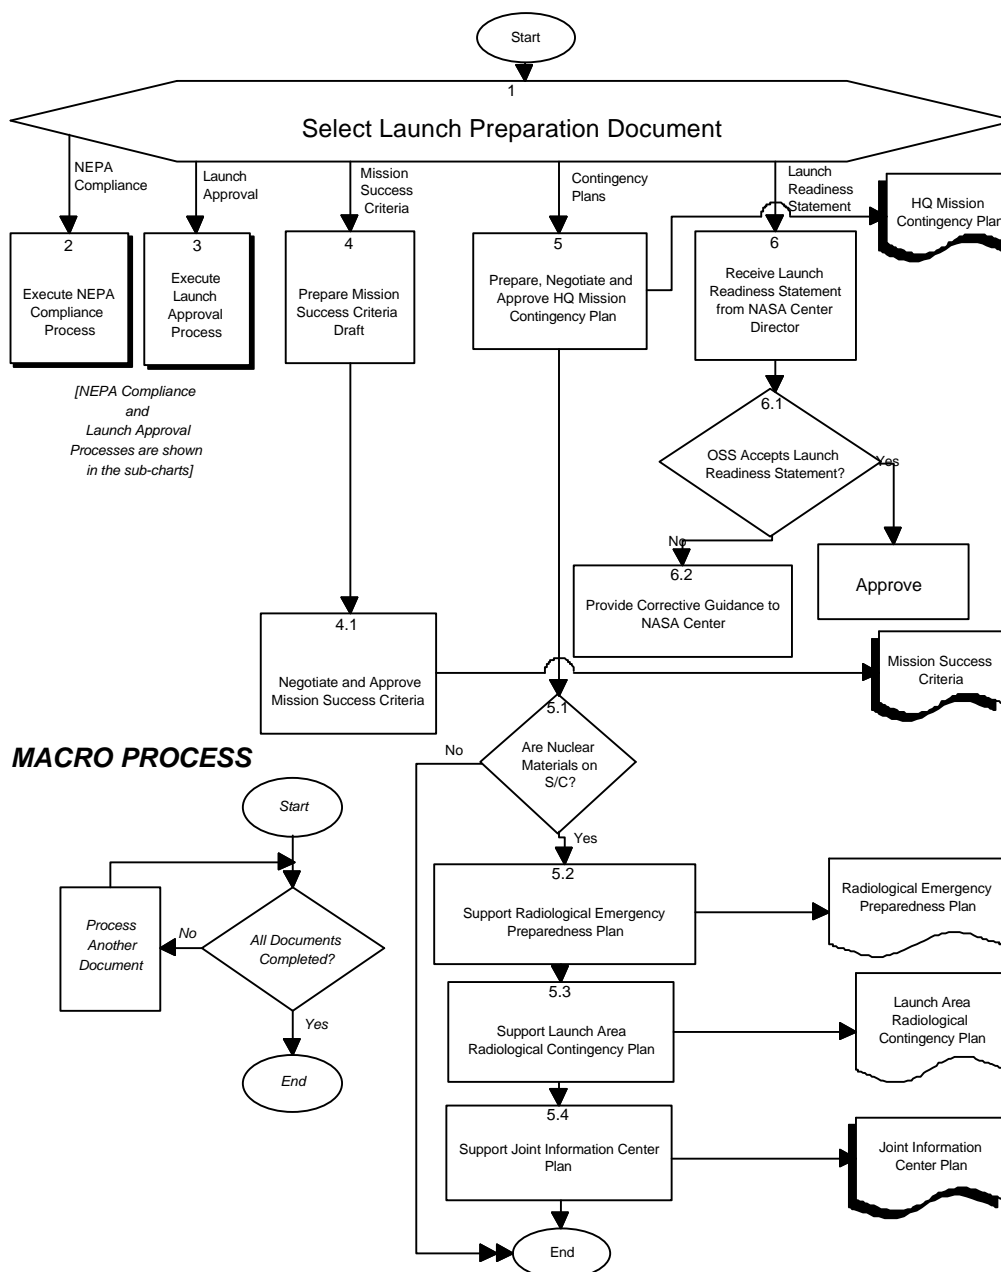 Start
1
Select Launch Preparation Document
NEPA
Compliance
Launch
Approval
Mission
Success
Criteria
Contingency
Plans
Launch
Readiness
Statement
HQ Mission
Contingency Plan
2
Execute NEPA
Compliance
Process
3
Execute
Launch
Approval
Process
4
Prepare Mission
Success Criteria
Draft
5
Prepare, Negotiate and
Approve HQ Mission
Contingency Plan
6
Receive Launch
Readiness Statement
from NASA Center
Director
[NEPA Compliance
and
Launch Approval
Processes are shown
in the sub-charts]
6.1
OSS Accepts Launch
Readiness Statement?
Yes
No
6.2
Provide Corrective Guidance to
NASA Center
Approve
4.1
Negotiate and Approve
Mission Success Criteria
Mission Success
Criteria
5.1
Are Nuclear
Materials on
S/C?
No
Yes
MACRO PROCESS
Start
Process
Another
Document
No
All Documents
Completed?
Yes
End
5.2
Support Radiological Emergency
Preparedness Plan
Radiological Emergency
Preparedness Plan
5.3
Support Launch Area
Radiological Contingency Plan
Launch Area
Radiological
Contingency Plan
5.4
Support Joint Information Center
Plan
Joint Information
Center Plan
End